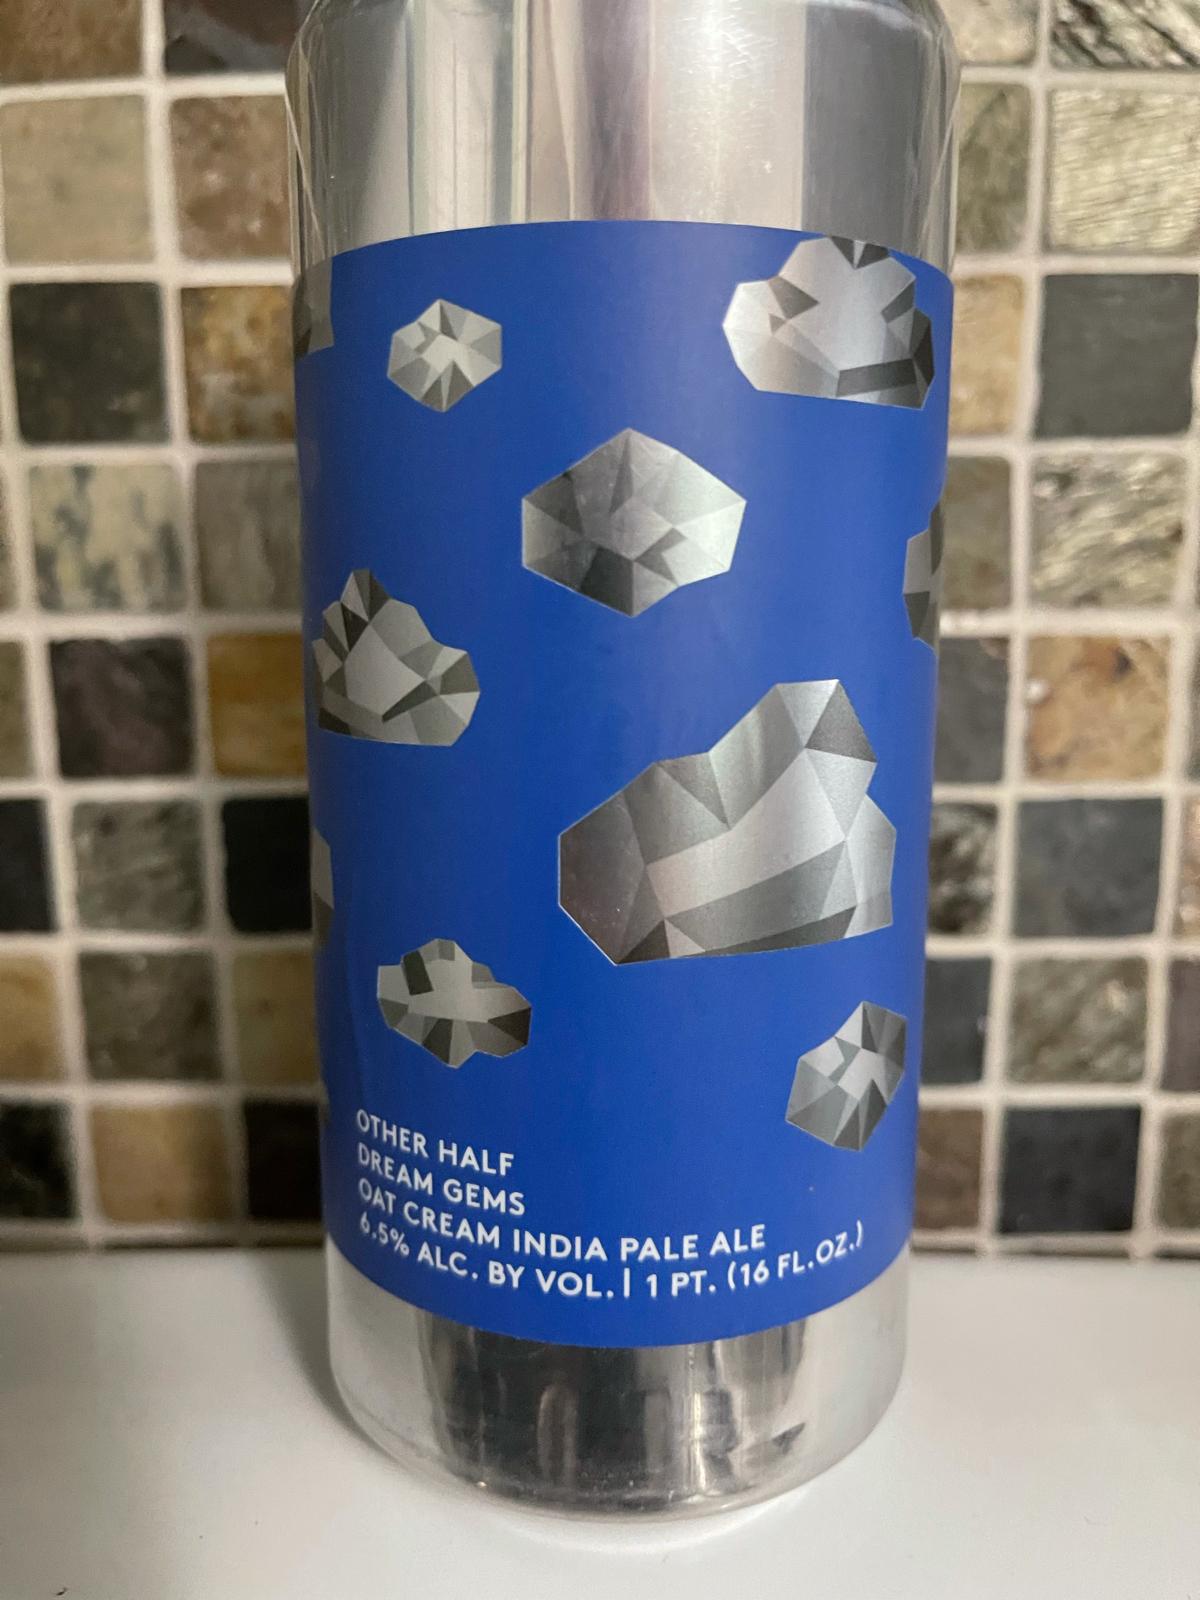 OTHER HALF
DREAM GEMS
OAT CREAM INDIA PALE ALE
6.5% ALC. BY VOL. | 1 PT. (16 FL.OZ.)